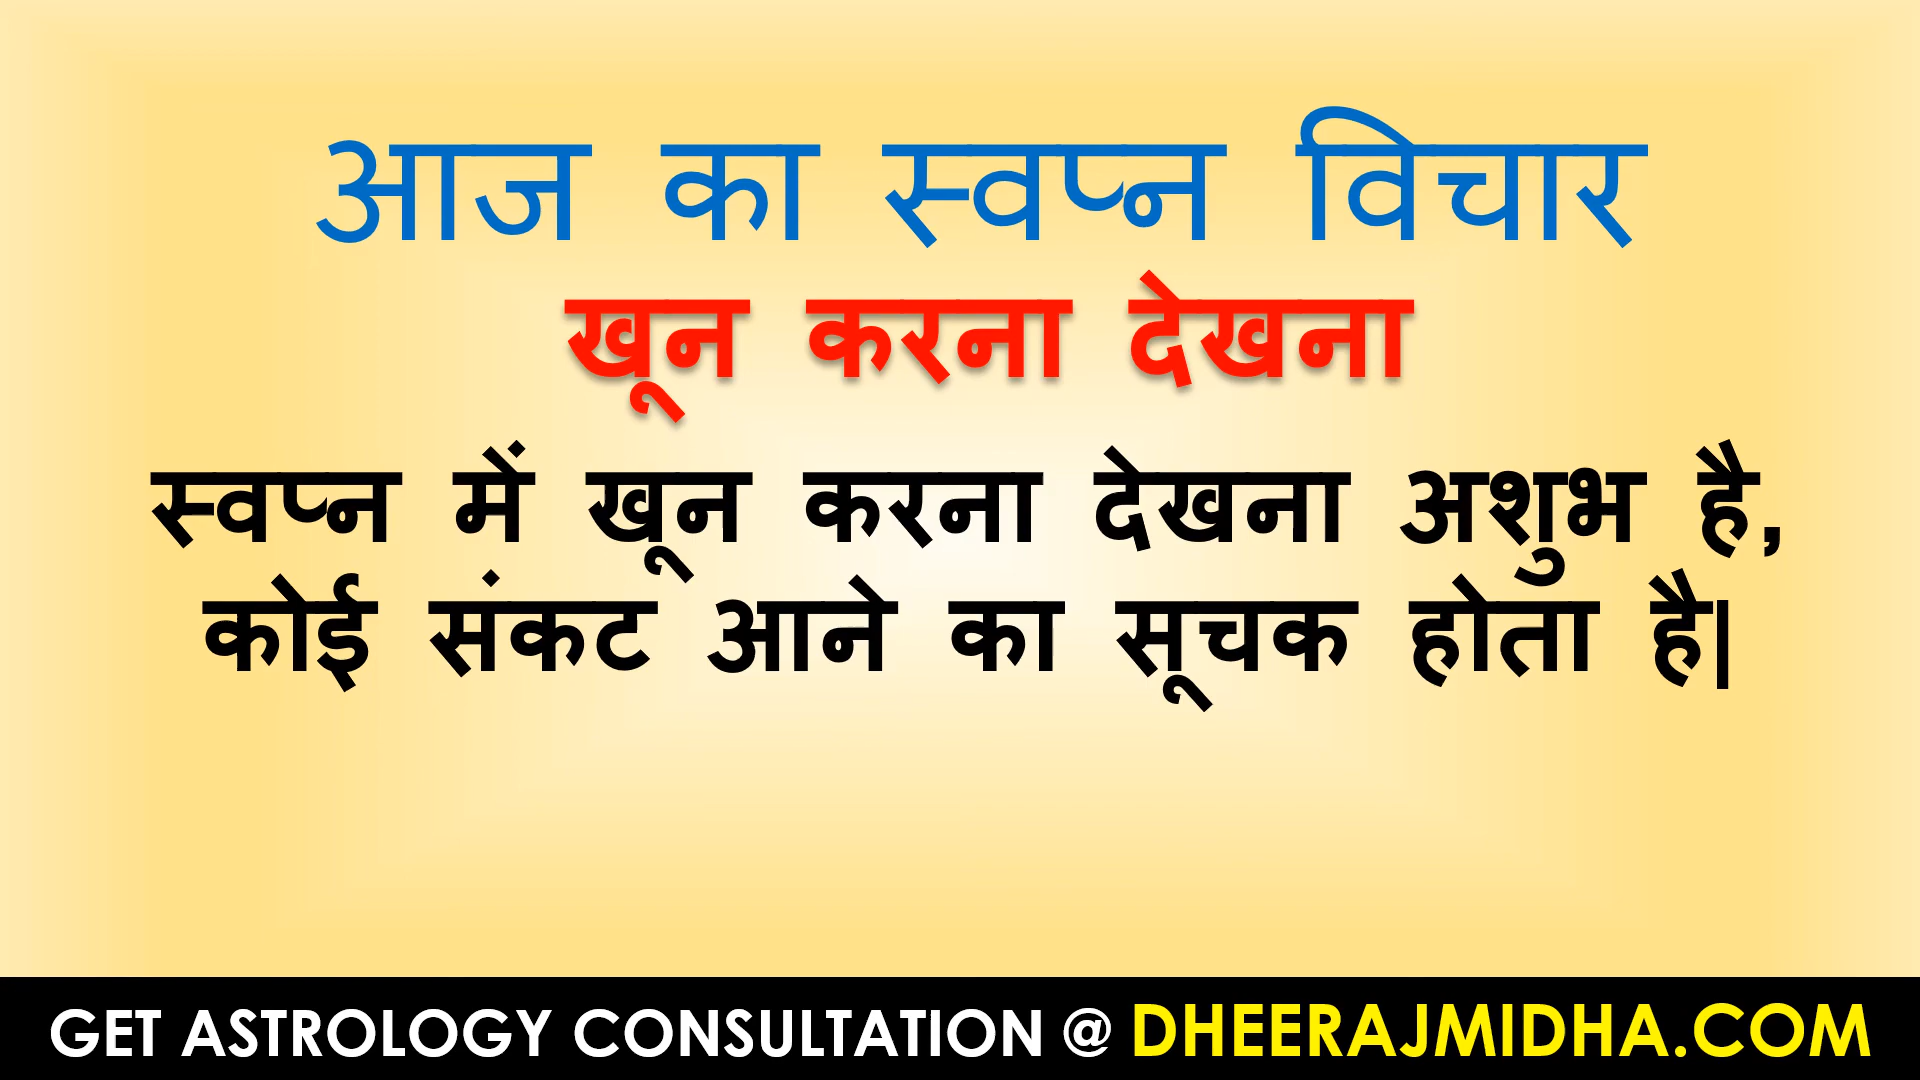 आज का स्वप्न विचार
खून करना देखना
स्वप्न में खून करना देखना अशुभ है,
कोई संकट आने का सूचक होता है|
GET ASTROLOGY CONSULTATION @ DHEERAJMIDHA.COM